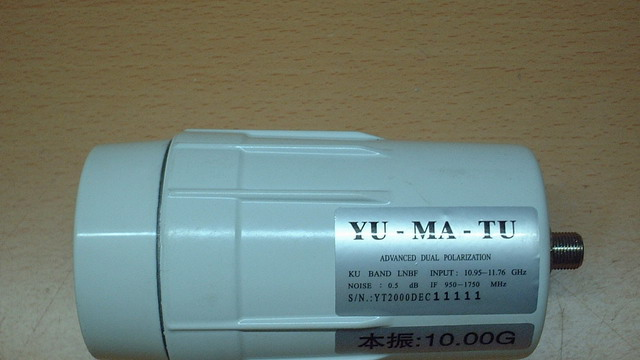 YU - MA - TU
ADVANCED DUAL POLARIZATION
KU BAND LNBF INPUT: 10.95-11.76 GHz
NOISE : 0.5 dB IF 950-1750 MHz
S/N.:YT2000DEC11111
本振:10.00G